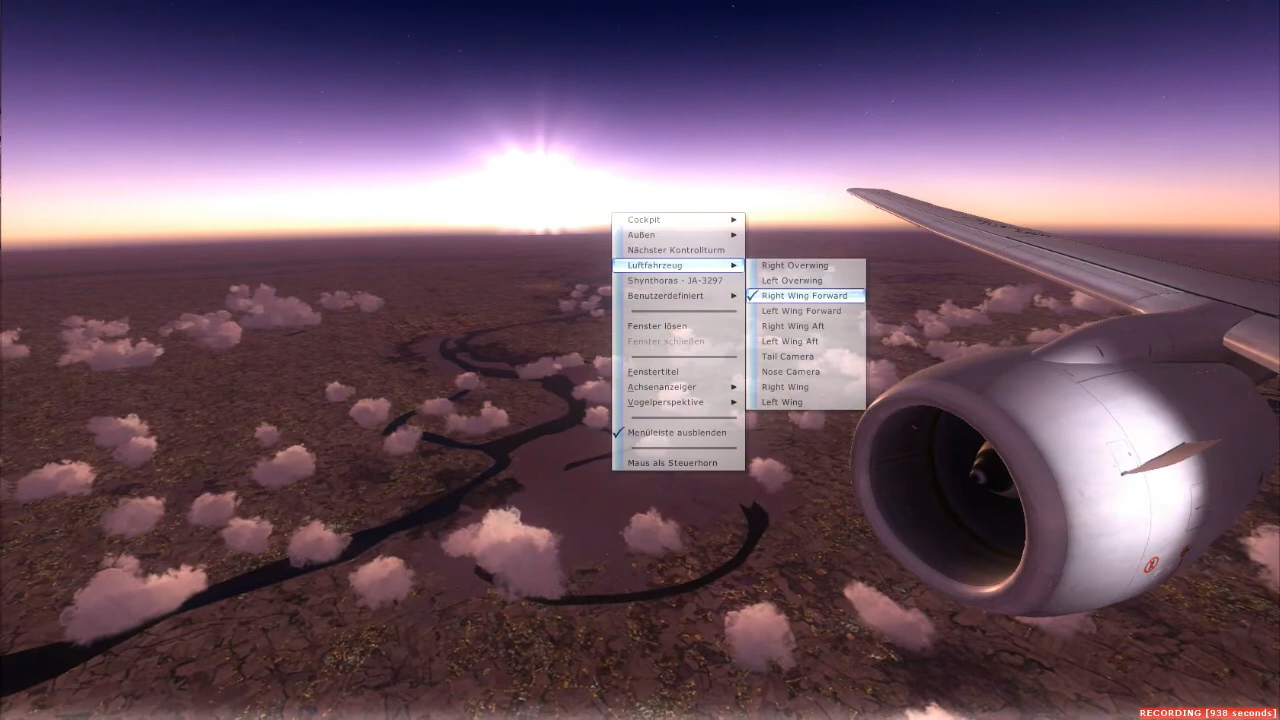 Cockpit
Außen
Nächster Kontrollturm
Luftfahrzeug
Shynthoras - JA-3297
Benutzerdefiniert
Fenster lösen
Fenster schließen
Fenstertitel
Achsenanzeiger
Vogelperspektive
Menüleiste ausblenden
Maus als Steuerhorn
Right Overwing
Left Overwing
Right Wing Forward
Left Wing Forward
Right Wing Aft
Left Wing Aft
Tail Camera
Nose Camera
Right Wing
Left Wing
RECORDING [938 seconds]